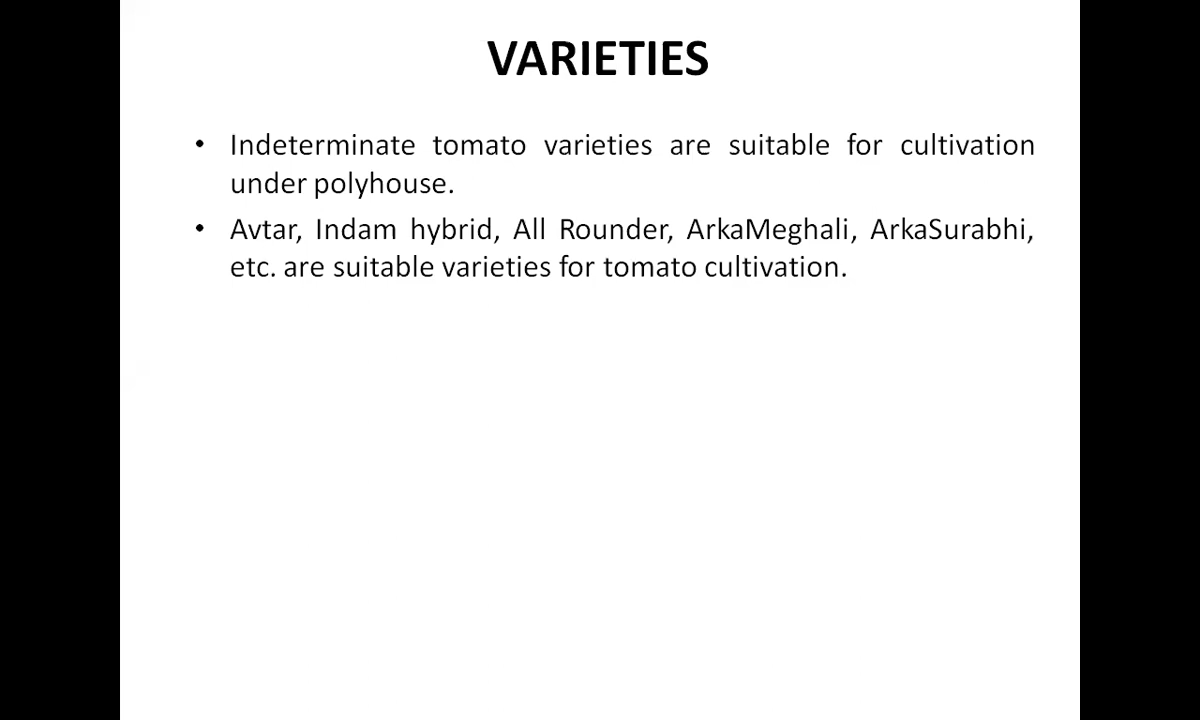 VARIETIES
• Indeterminate tomato varieties are suitable for cultivation
under polyhouse.
• Avtar, Indam hybrid, All Rounder, ArkaMeghali, ArkaSurabhi,
etc. are suitable varieties for tomato cultivation.